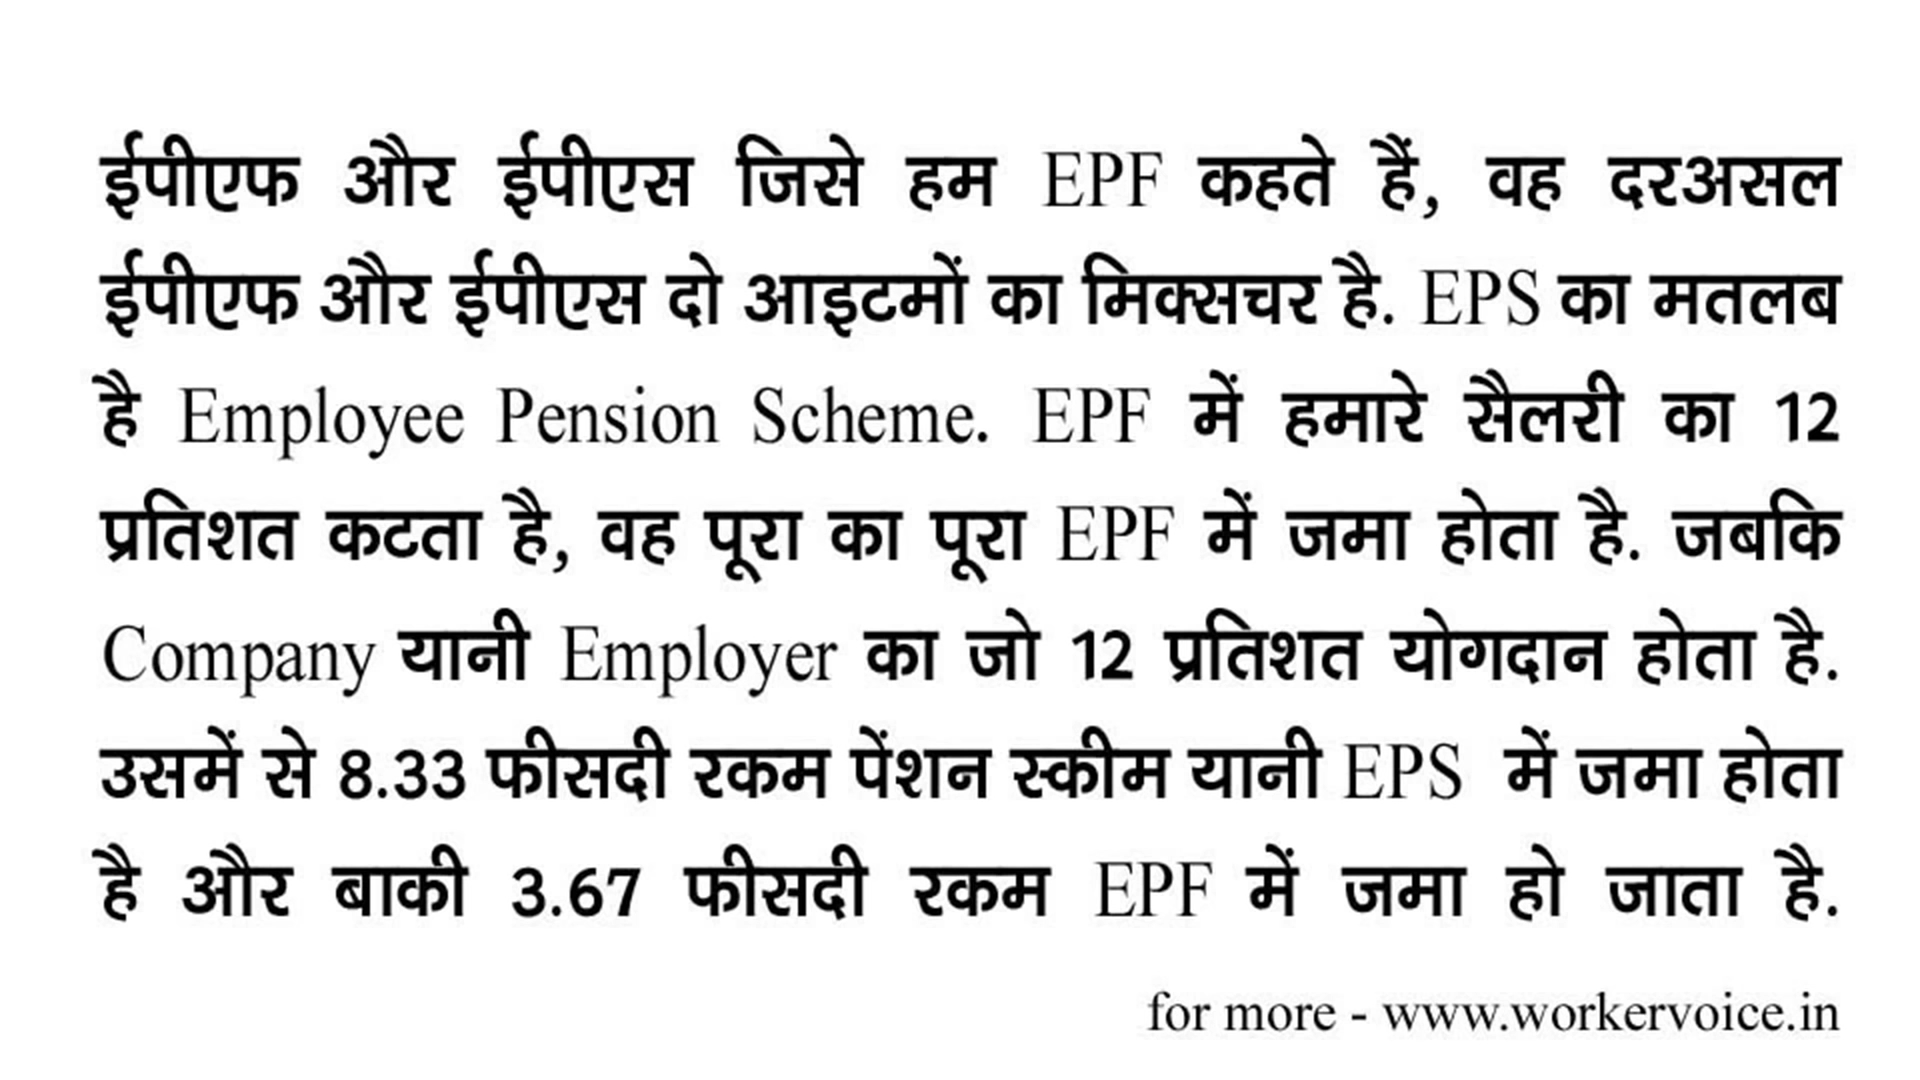 ईपीएफ और ईपीएस जिसे हम EPF कहते हैं, वह दरअसल
ईपीएफ और ईपीएस दो आइटमों का मिक्सचर है. EPS का मतलब
है Employee Pension Scheme. EPF में हमारे सैलरी का 12
प्रतिशत कटता है, वह पूरा का पूरा EPF में जमा होता है. जबकि
Company यानी Employer का जो 12 प्रतिशत योगदान होता है.
उसमें से 8.33 फीसदी रकम पेंशन स्कीम यानी EPS में जमा होता
है और बाकी 3.67 फीसदी रकम EPF में जमा हो जाता है.
for more - www.workervoice.in